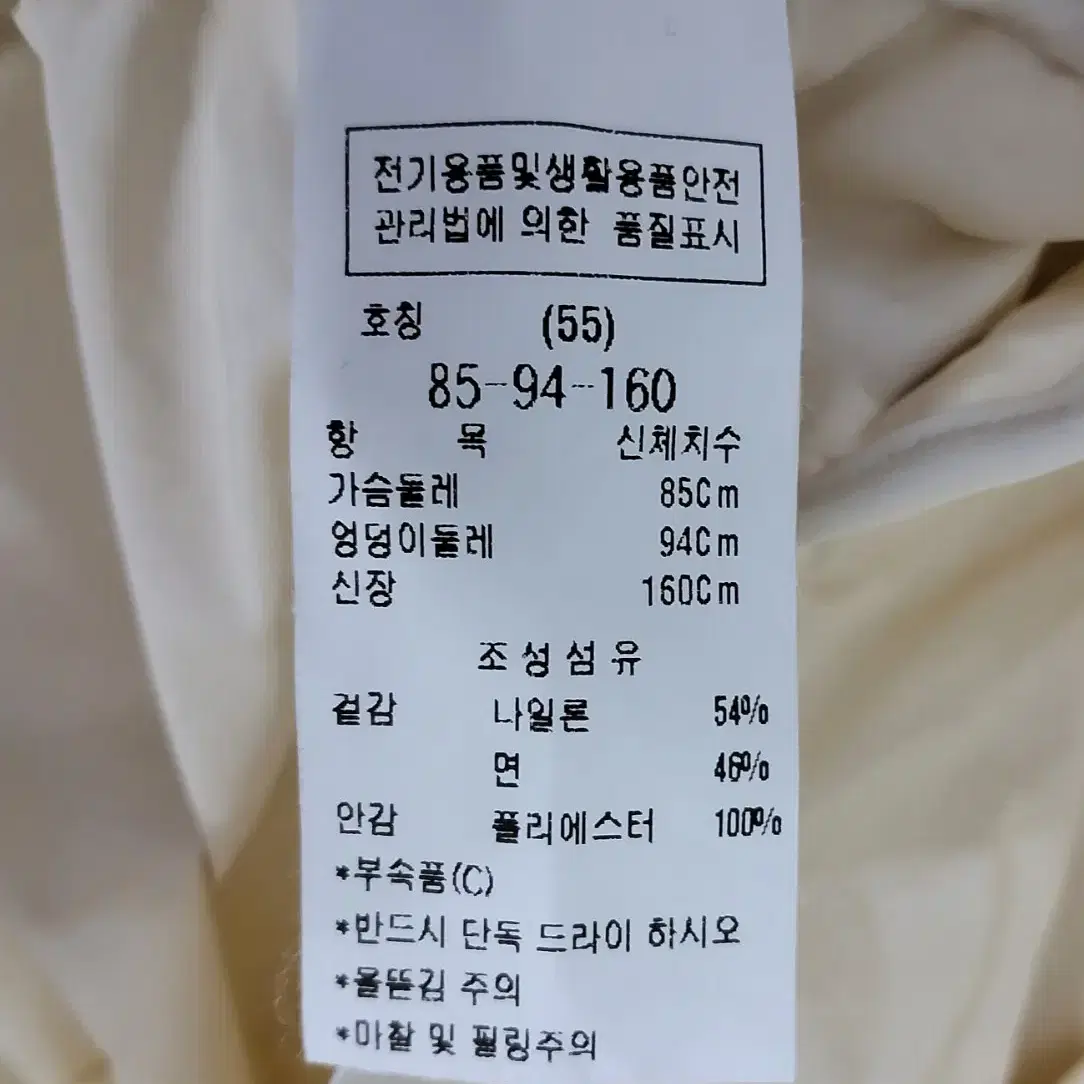 전기용품및생활용품안전
관리법에 의한 품질표시
호칭 (55)
85-94-160
항 목 신체치수
가슴둘레 85Cm
엉덩이둘레 94Cm
신장 160Cm
조성섬유
겉감 나일론 54%
면 46%
안감 폴리에스터 100%
*부속품(C)
*반드시 단독 드라이 하시오
*올뜯김 주의
*마찰 및 필링주의